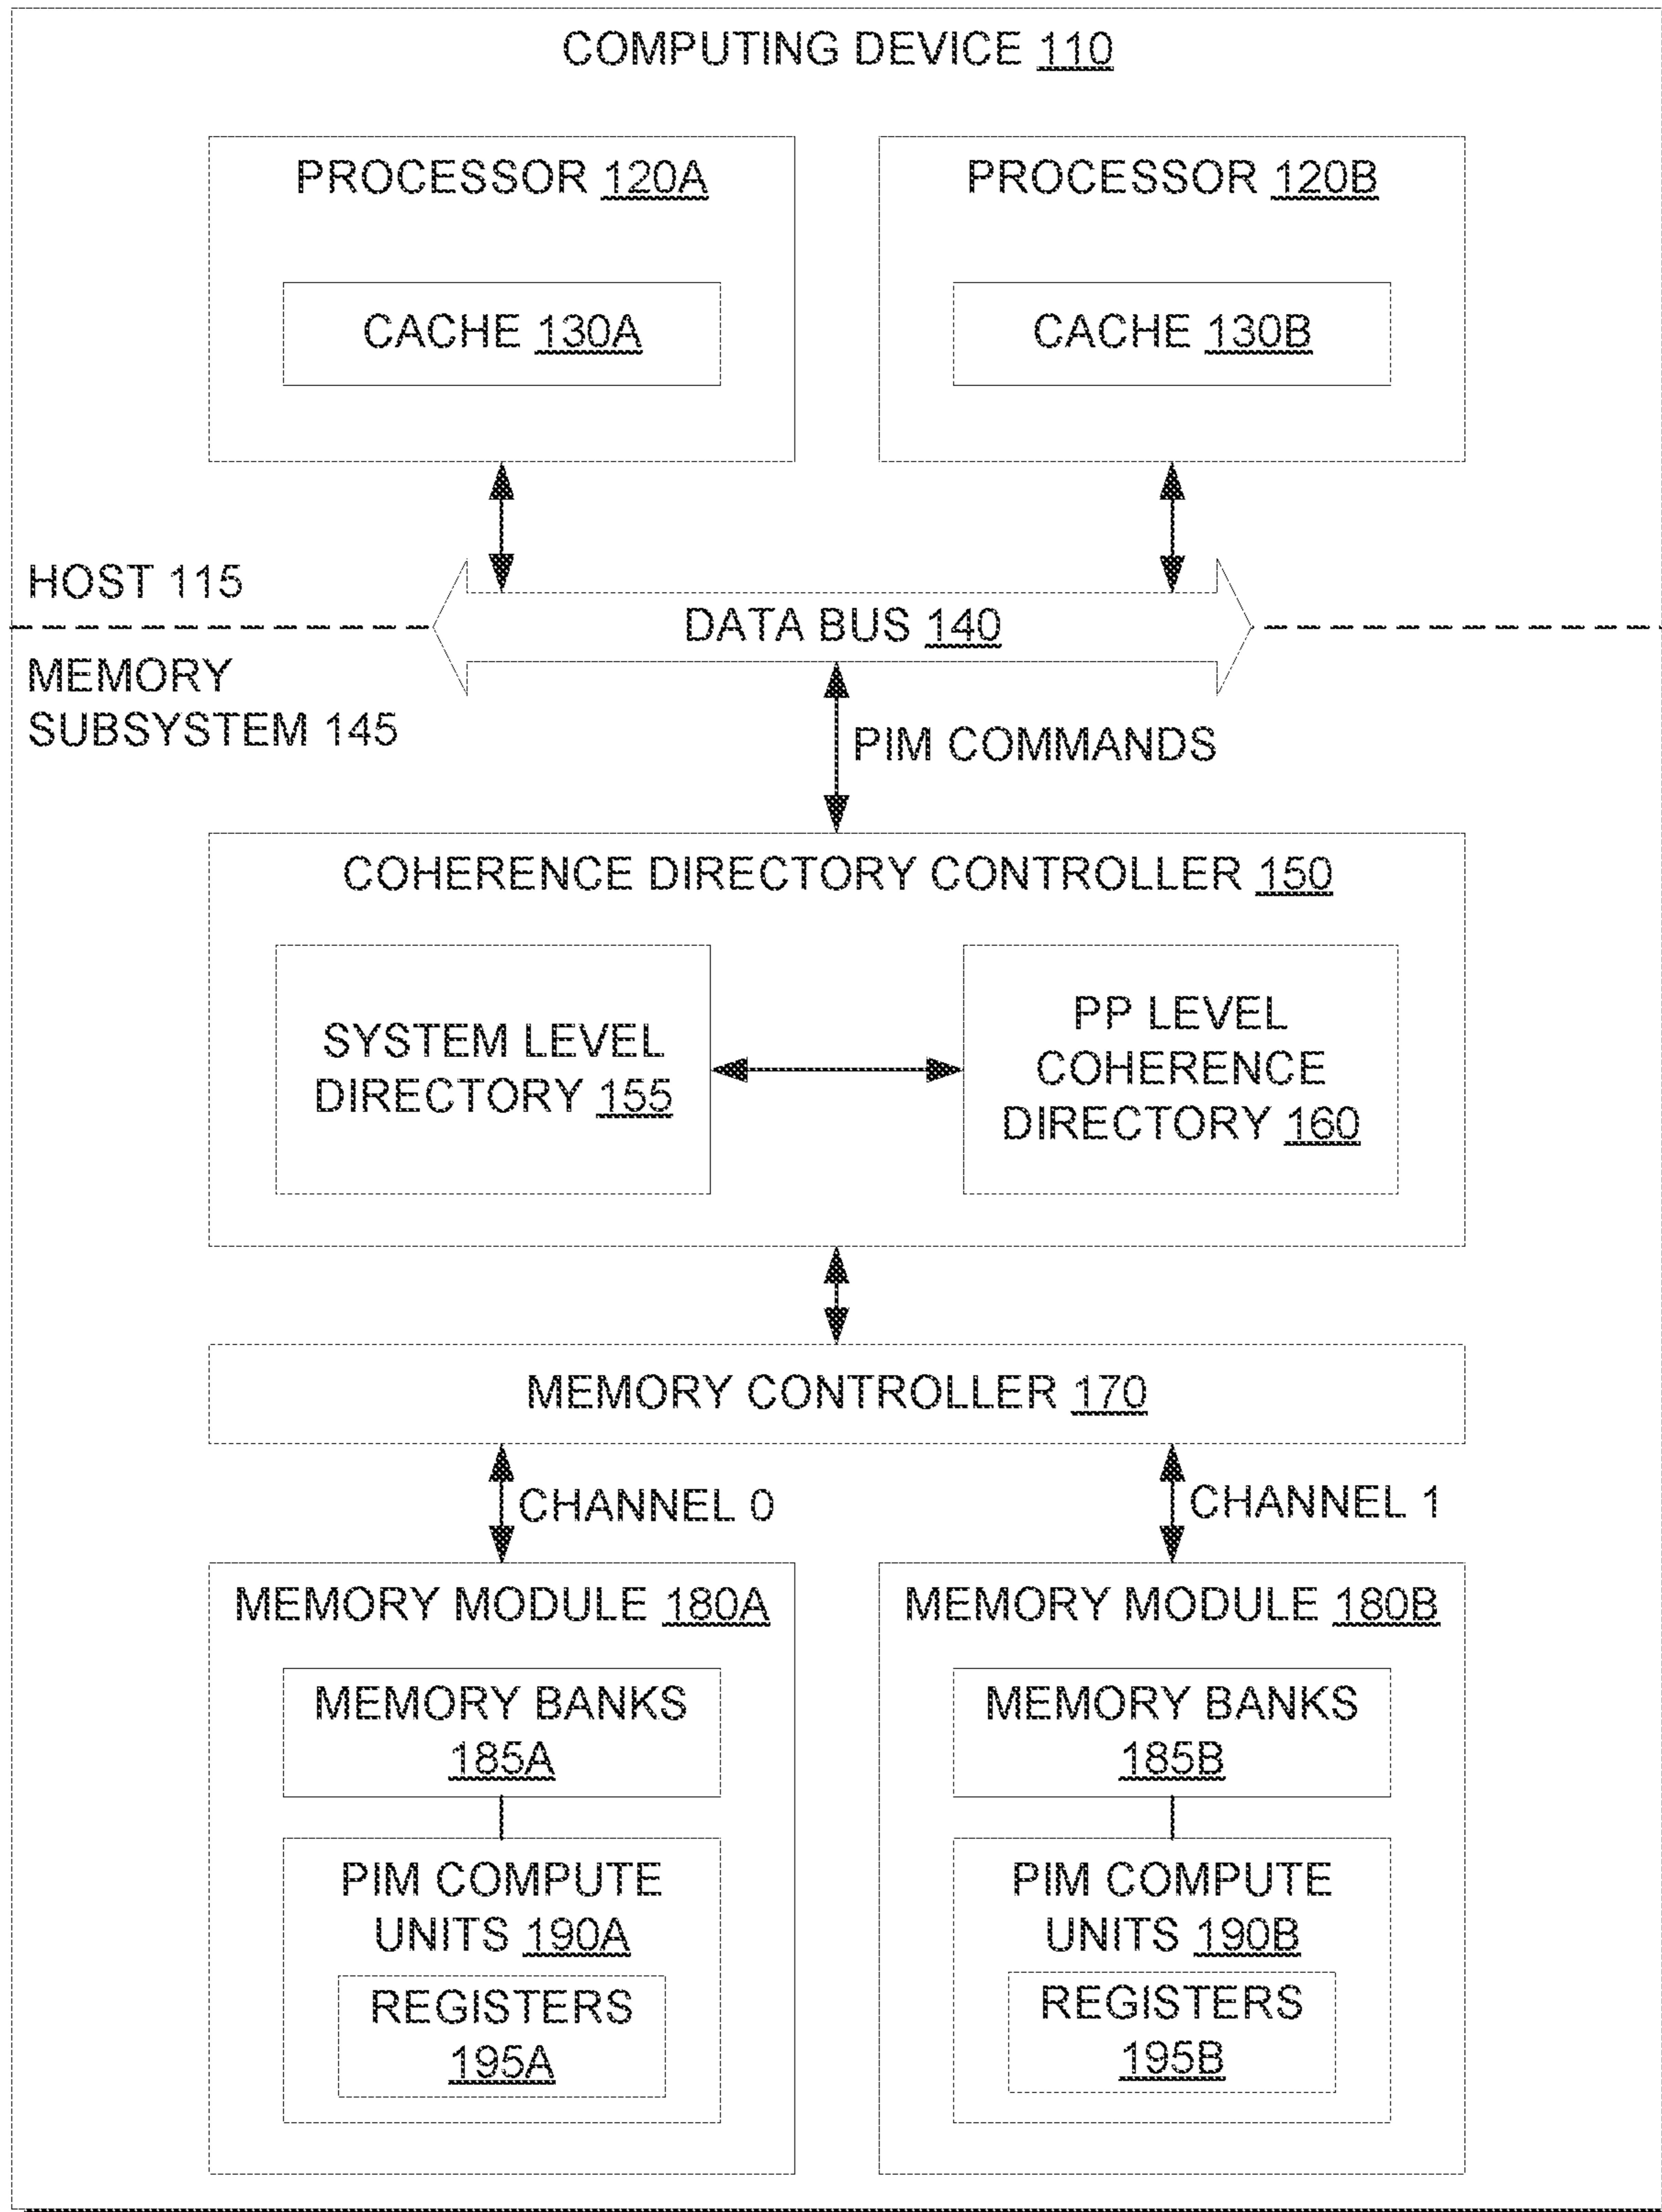 COMPUTING DEVICE 110
PROCESSOR 120A
CACHE 130A
PROCESSOR 120B
CACHE 130B
HOST 115
DATA BUS 140
MEMORY
SUBSYSTEM 145
PIM COMMANDS
COHERENCE DIRECTORY CONTROLLER 150
SYSTEM LEVEL
DIRECTORY 155
PP LEVEL
COHERENCE
DIRECTORY 160
MEMORY CONTROLLER 170
CHANNEL 0
CHANNEL 1
MEMORY MODULE 180A
MEMORY BANKS
185A
PIM COMPUTE
UNITS 190A
REGISTERS
195A
MEMORY MODULE 180B
MEMORY BANKS
185B
PIM COMPUTE
UNITS 190B
REGISTERS
195B